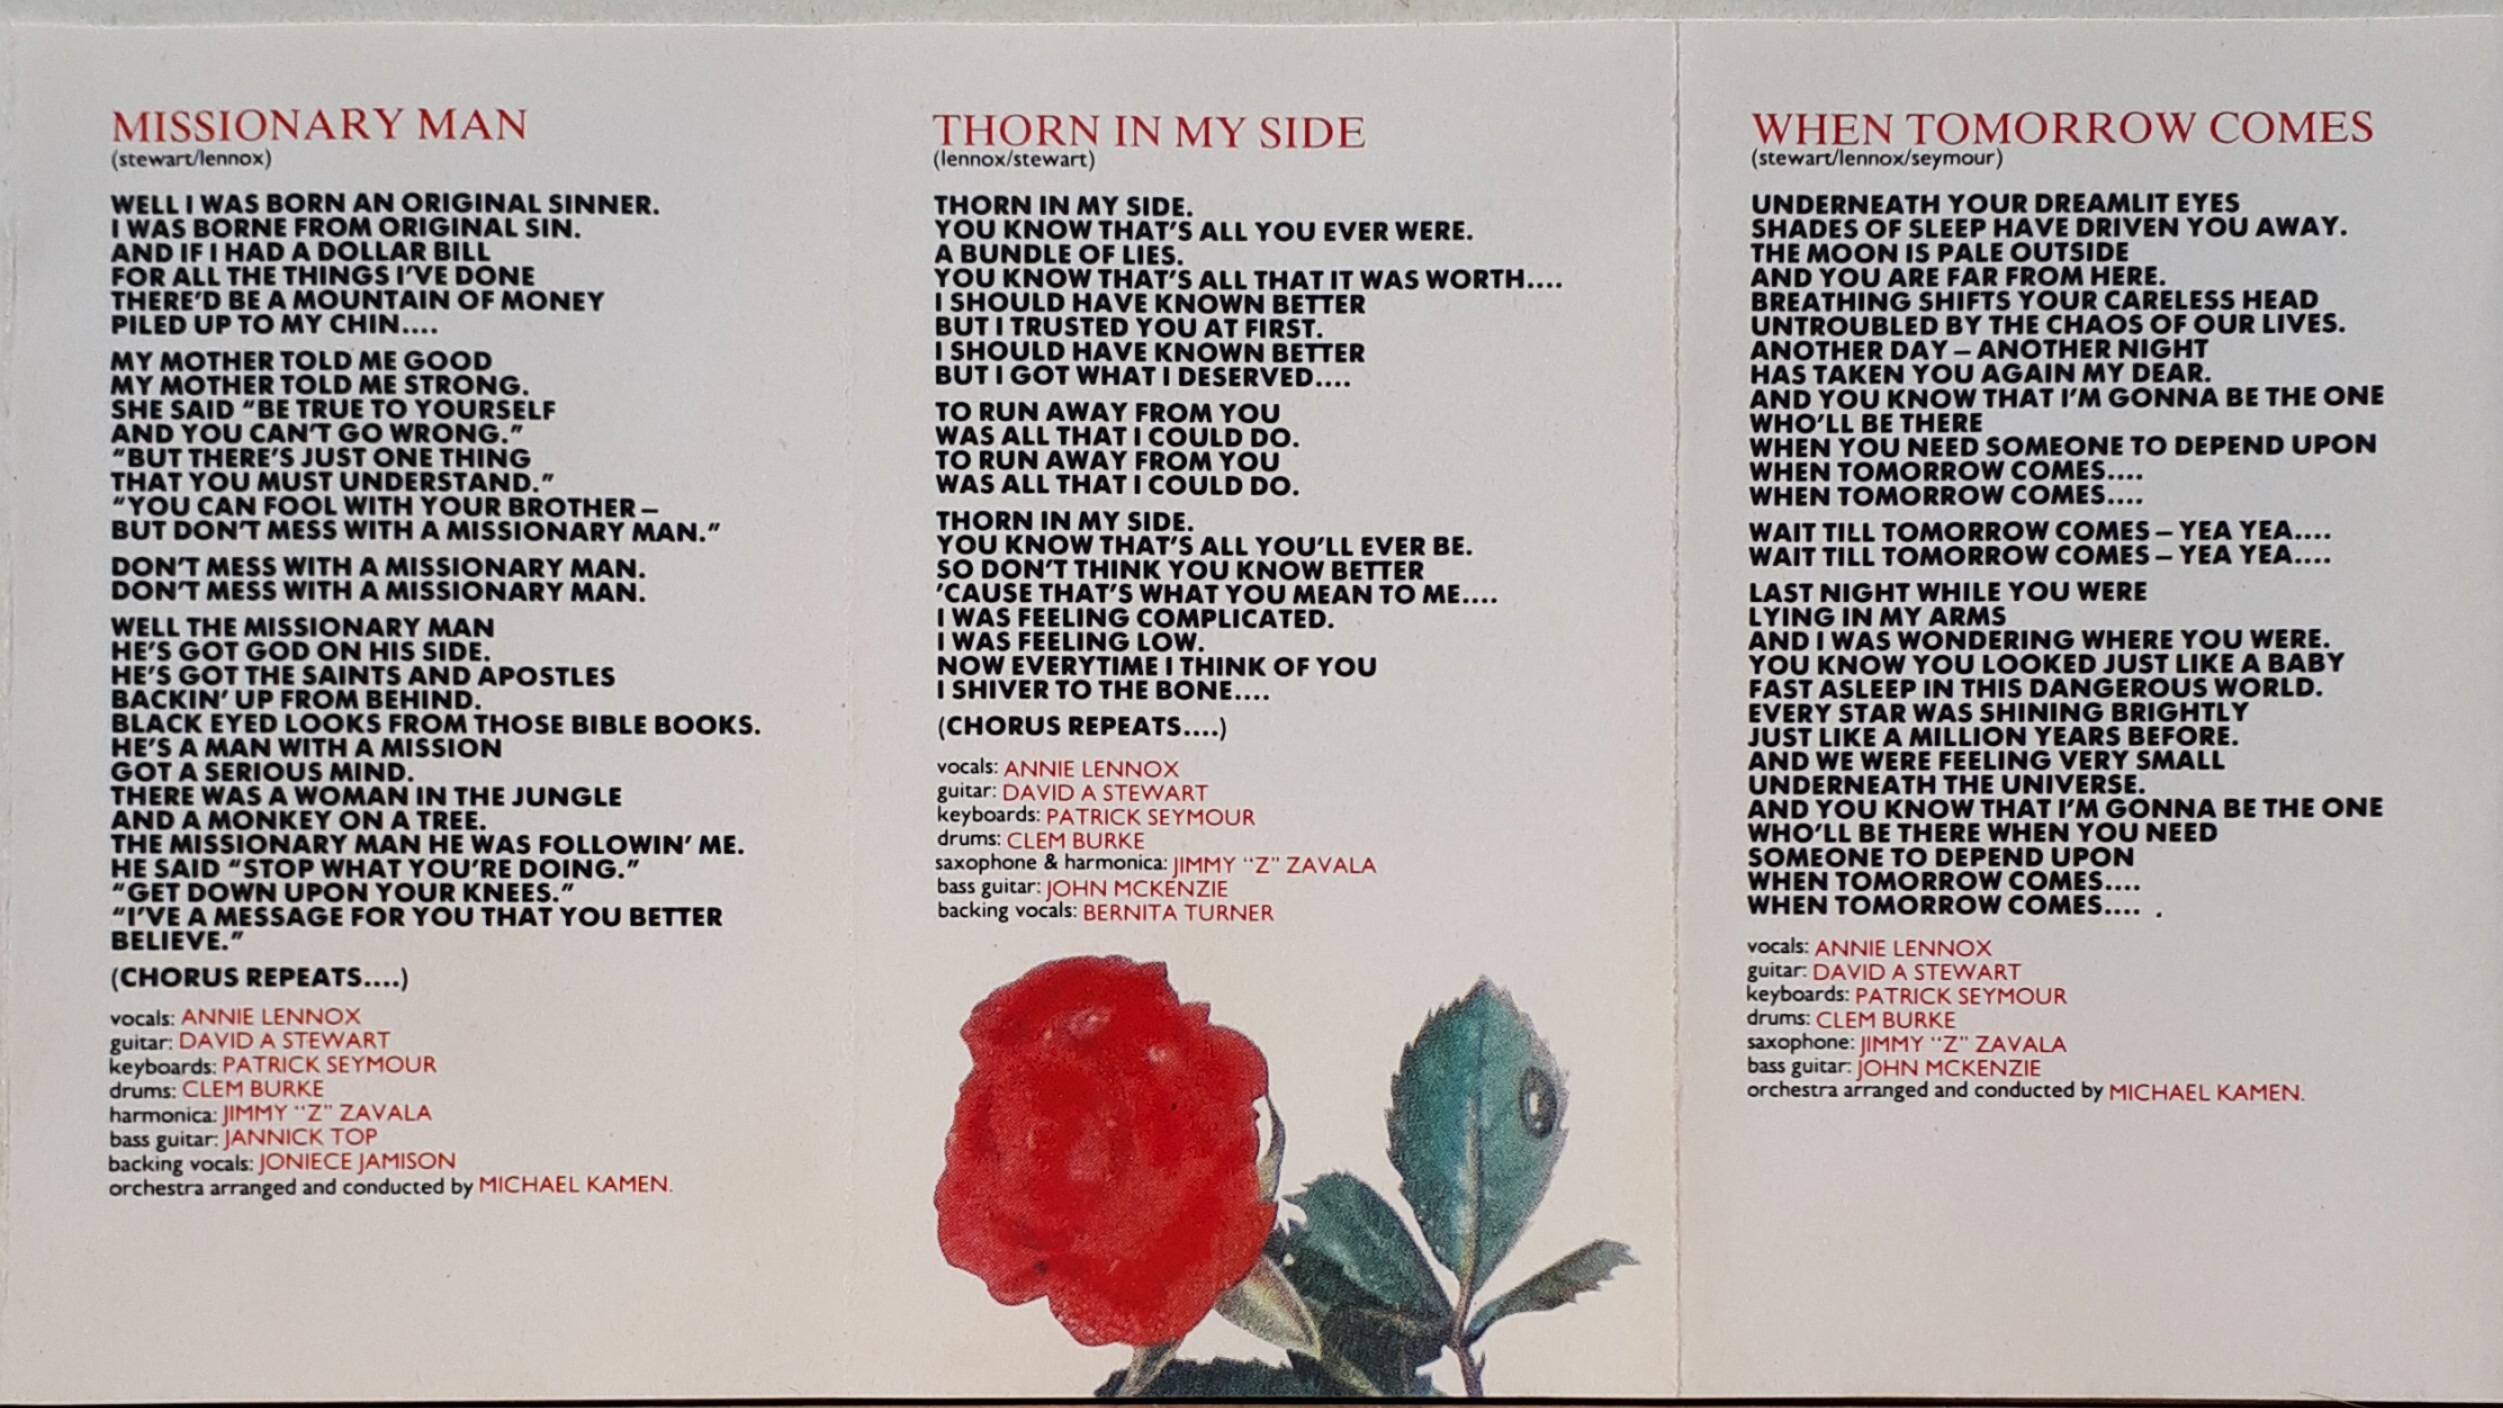 MISSIONARY MAN
(stewart/lennox)
WELL I WAS BORN AN ORIGINAL SINNER.
I WAS BORNE FROM ORIGINAL SIN.
AND IF I HAD A DOLLAR BILL
FOR ALL THE THINGS I'VE DONE
THERE'D BE A MOUNTAIN OF MONEY
PILED UP TO MY CHIN....
MY MOTHER TOLD ME GOOD
MY MOTHER TOLD ME STRONG.
SHE SAID "BE TRUE TO YOURSELF
AND YOU CAN'T GO WRONG."
"BUT THERE'S JUST ONE THING
THAT YOU MUST UNDERSTAND."
"YOU CAN FOOL WITH YOUR BROTHER –
BUT DON'T MESS WITH A MISSIONARY MAN."
DON'T MESS WITH A MISSIONARY MAN.
DON'T MESS WITH A MISSIONARY MAN.
WELL THE MISSIONARY MAN
HE'S GOT GOD ON HIS SIDE.
HE'S GOT THE SAINTS AND APOSTLES
BACKIN' UP FROM BEHIND.
BLACK EYED LOOKS FROM THOSE BIBLE BOOKS.
HE'S A MAN WITH A MISSION
GOT A SERIOUS MIND.
THERE WAS A WOMAN IN THE JUNGLE
AND A MONKEY ON A TREE.
THE MISSIONARY MAN HE WAS FOLLOWIN' ME.
HE SAID "STOP WHAT YOU'RE DOING."
"GET DOWN UPON YOUR KNEES."
"I'VE A MESSAGE FOR YOU THAT YOU BETTER
BELIEVE."
(CHORUS REPEATS....)
vocals: ANNIE LENNOX
guitar: DAVID A STEWART
keyboards: PATRICK SEYMOUR
drums: CLEM BURKE
harmonica: JIMMY "Z" ZAVALA
bass guitar: JANNICK TOP
backing vocals: JONIECE JAMISON
orchestra arranged and conducted by MICHAEL KAMEN.
THORN IN MY SIDE
(lennox/stewart)
THORN IN MY SIDE.
YOU KNOW THAT'S ALL YOU EVER WERE.
A BUNDLE OF LIES.
YOU KNOW THAT'S ALL THAT IT WAS WORTH....
I SHOULD HAVE KNOWN BETTER
BUT I TRUSTED YOU AT FIRST.
I SHOULD HAVE KNOWN BETTER
BUT I GOT WHAT I DESERVED....
TO RUN AWAY FROM YOU
WAS ALL THAT I COULD DO.
TO RUN AWAY FROM YOU
WAS ALL THAT I COULD DO.
THORN IN MY SIDE.
YOU KNOW THAT'S ALL YOU'LL EVER BE.
SO DON'T THINK YOU KNOW BETTER
'CAUSE THAT'S WHAT YOU MEAN TO ME....
I WAS FEELING COMPLICATED.
I WAS FEELING LOW.
NOW EVERYTIME I THINK OF YOU
I SHIVER TO THE BONE....
(CHORUS REPEATS....)
vocals: ANNIE LENNOX
guitar: DAVID A STEWART
keyboards: PATRICK SEYMOUR
drums: CLEM BURKE
saxophone & harmonica: JIMMY "Z" ZAVALA
bass guitar: JOHN MCKENZIE
backing vocals: BERNITA TURNER
WHEN TOMORROW COMES
(stewart/lennox/seymour)
UNDERNEATH YOUR DREAMLIT EYES
SHADES OF SLEEP HAVE DRIVEN YOU AWAY.
THE MOON IS PALE OUTSIDE
AND YOU ARE FAR FROM HERE.
BREATHING SHIFTS YOUR CARELESS HEAD
UNTROUBLED BY THE CHAOS OF OUR LIVES.
ANOTHER DAY – ANOTHER NIGHT
HAS TAKEN YOU AGAIN MY DEAR.
AND YOU KNOW THAT I'M GONNA BE THE ONE
WHO'LL BE THERE
WHEN YOU NEED SOMEONE TO DEPEND UPON
WHEN TOMORROW COMES....
WHEN TOMORROW COMES....
WAIT TILL TOMORROW COMES – YEA YEA....
WAIT TILL TOMORROW COMES – YEA YEA....
LAST NIGHT WHILE YOU WERE
LYING IN MY ARMS
AND I WAS WONDERING WHERE YOU WERE.
YOU KNOW YOU LOOKED JUST LIKE A BABY
FAST ASLEEP IN THIS DANGEROUS WORLD.
EVERY STAR WAS SHINING BRIGHTLY
JUST LIKE A MILLION YEARS BEFORE.
AND WE WERE FEELING VERY SMALL
UNDERNEATH THE UNIVERSE.
AND YOU KNOW THAT I'M GONNA BE THE ONE
WHO'LL BE THERE WHEN YOU NEED
SOMEONE TO DEPEND UPON
WHEN TOMORROW COMES....
WHEN TOMORROW COMES....
vocals: ANNIE LENNOX
guitar: DAVID A STEWART
keyboards: PATRICK SEYMOUR
drums: CLEM BURKE
saxophone: JIMMY "Z" ZAVALA
bass guitar: JOHN MCKENZIE
orchestra arranged and conducted by MICHAEL KAMEN.